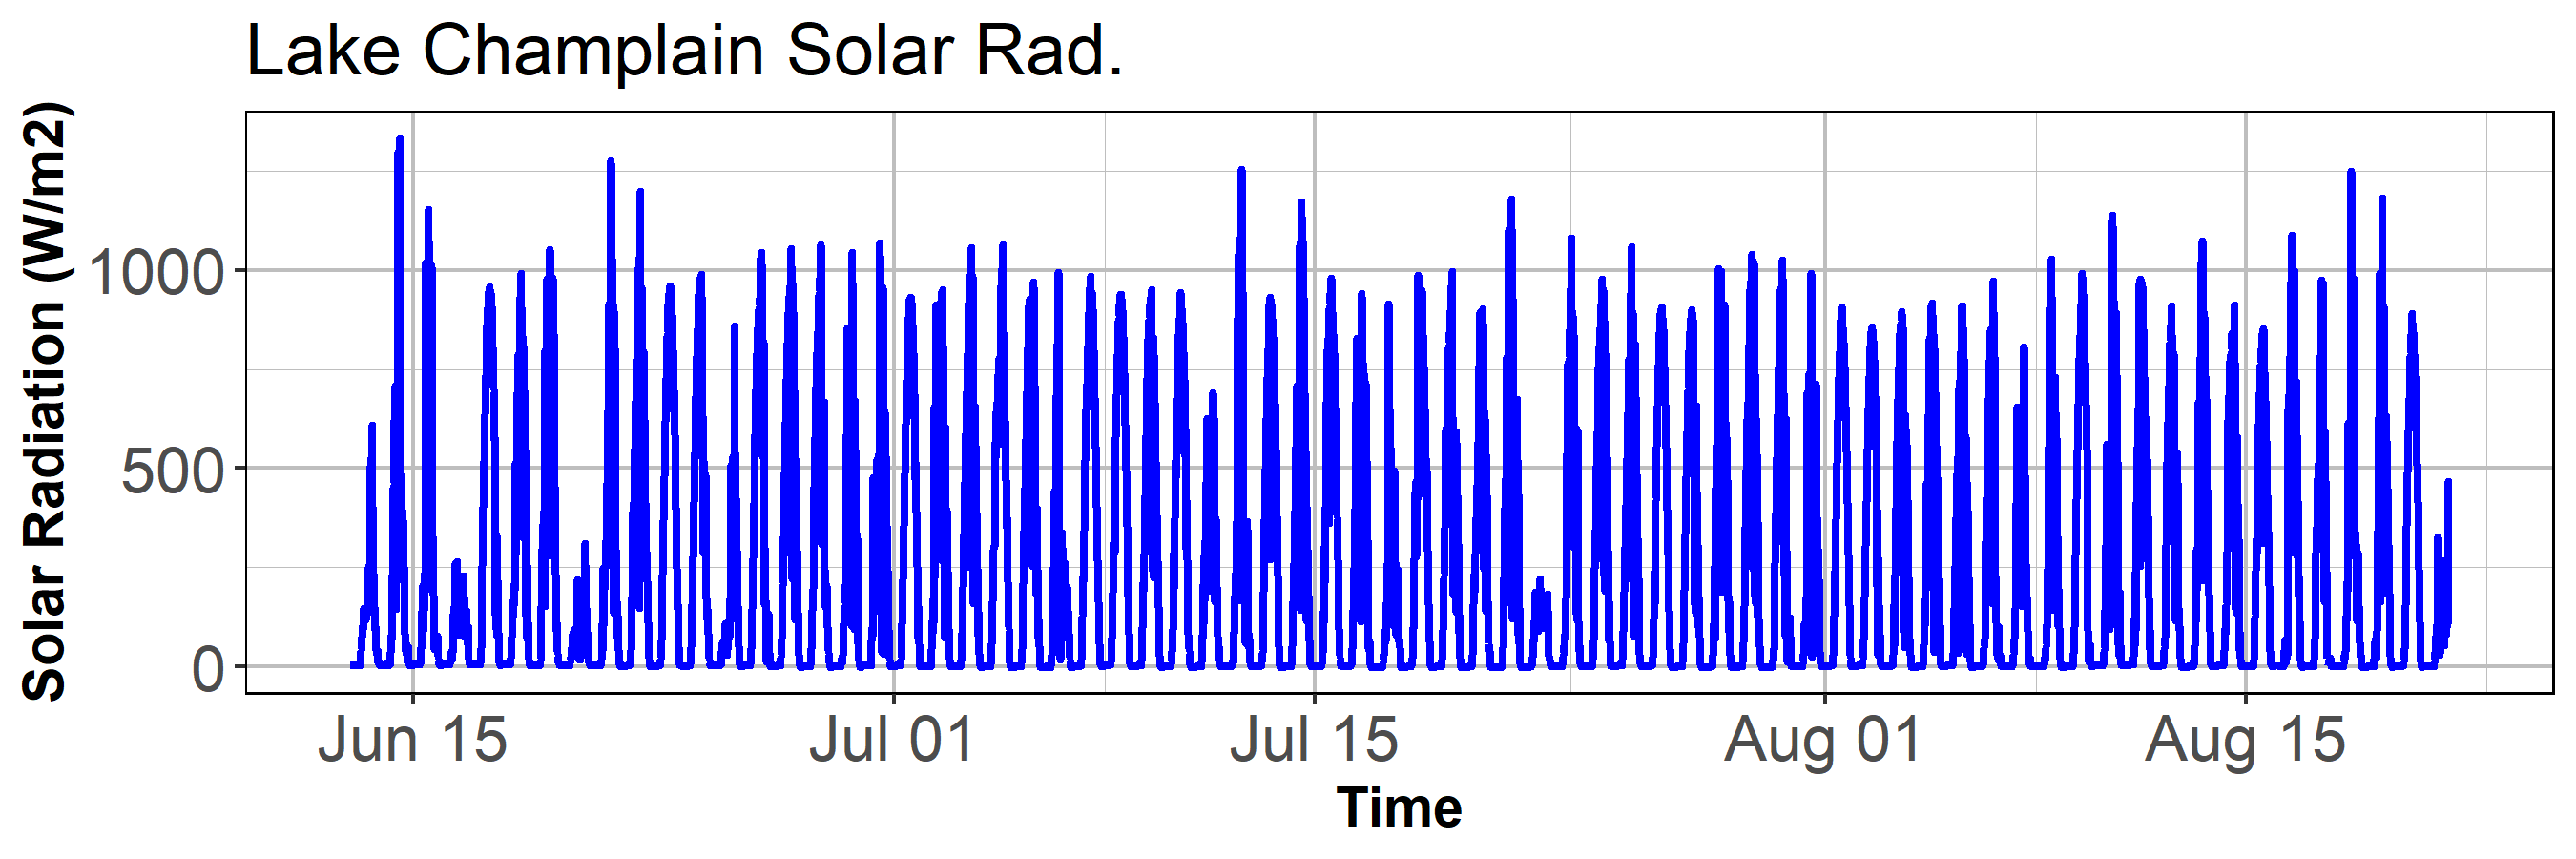 Lake Champlain Solar Rad.
Solar Radiation (W/m2)
1000
500
0
Jun 15 Jul 01 Jul 15 Aug 01 Aug 15
Time